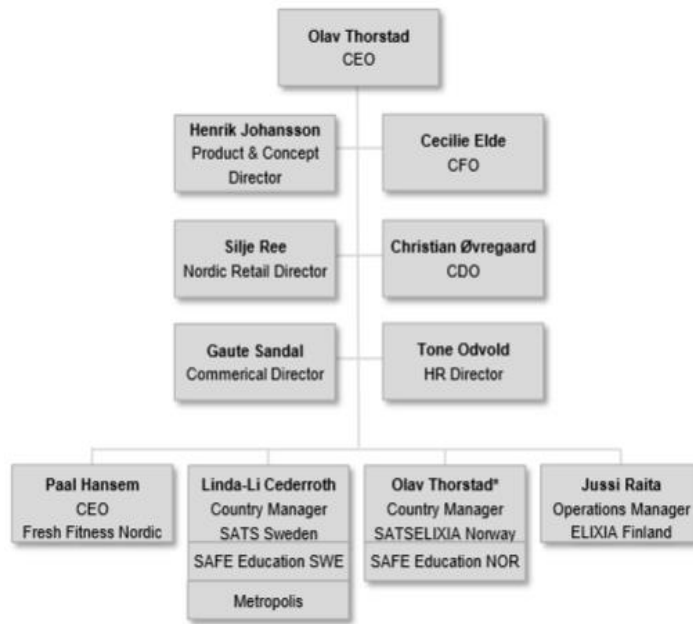 Olav Thorstad
CEO
Henrik Johansson
Product & Concept
Director
Cecilie Elde
CFO
Silje Ree
Nordic Retail Director
Christian Øvregaard
CDO
Gaute Sandal
Commerical Director
Tone Odvold
HR Director
Paal Hansem
CEO
Fresh Fitness Nordic
Linda-Li Cederroth
Country Manager
SATS Sweden
SAFE Education SWE
Metropolis
Olav Thorstad*
Country Manager
SATSELIXIA Norway
SAFE Education NOR
Jussi Raita
Operations Manager
ELIXIA Finland